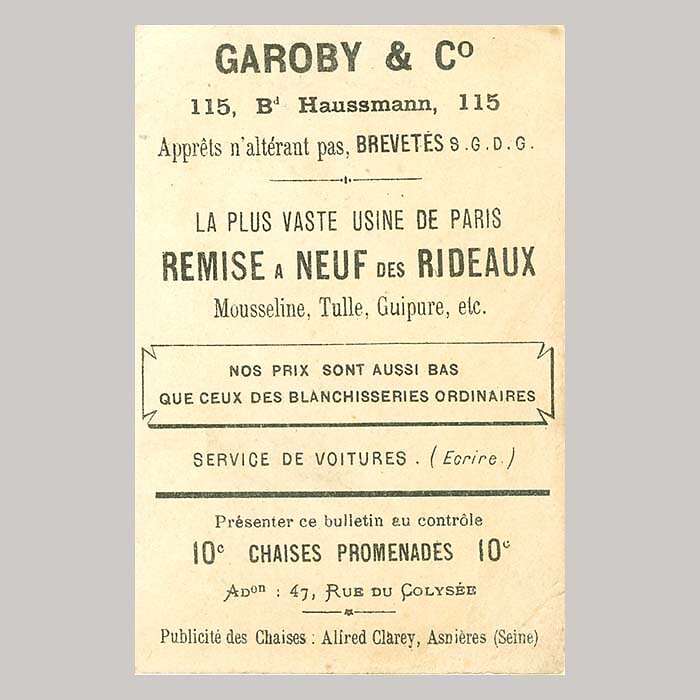 GAROBY & Cº
115, Bᵈ Haussmann, 115
Apprêts n'altérant pas, BREVETÉS S.G.D.G.
LA PLUS VASTE USINE DE PARIS
REMISE A NEUF DES RIDEAUX
Mousseline, Tulle, Guipure, etc.
NOS PRIX SONT AUSSI BAS
QUE CEUX DES BLANCHISSERIES ORDINAIRES
SERVICE DE VOITURES. (Ecrire.)
Présenter ce bulletin au contrôle
10ᶜ CHAISES PROMENADES 10ᶜ
Adᵒⁿ : 47, RUE DU COLYSÉE
Publicité des Chaises : Alfred Clarey, Asnières (Seine)